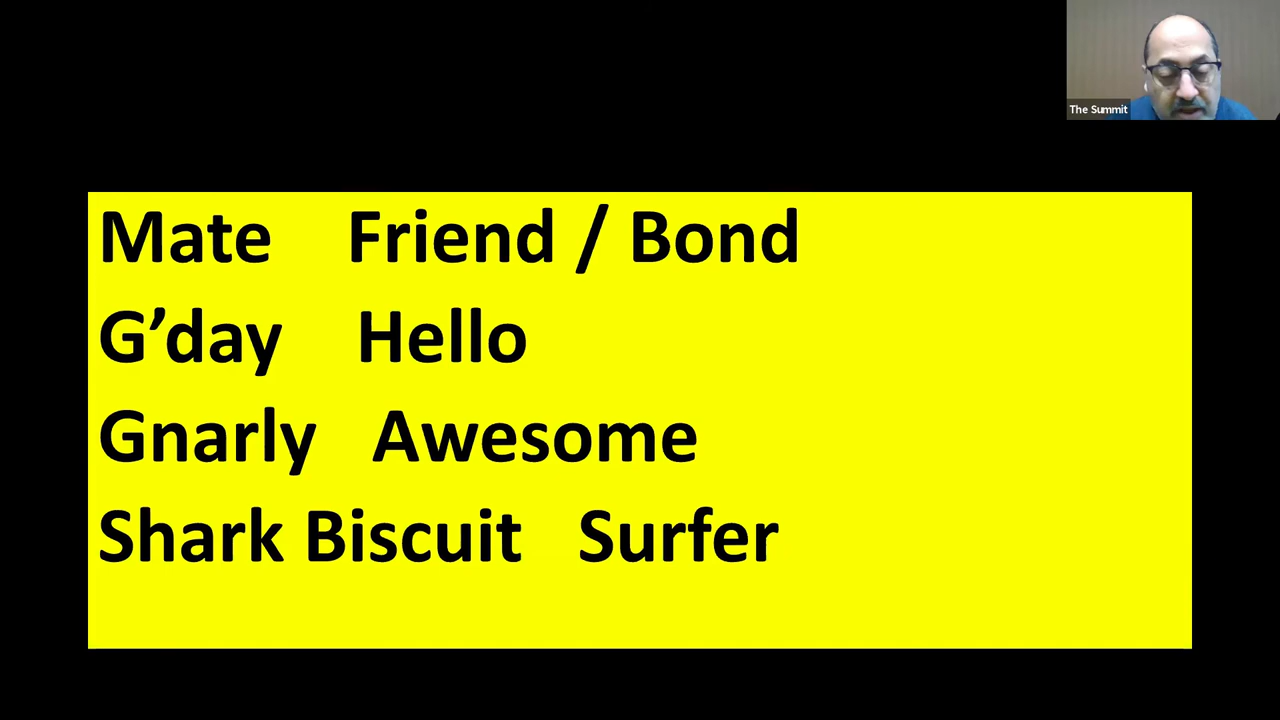 The Summit
Mate Friend / Bond
G’day Hello
Gnarly Awesome
Shark Biscuit Surfer